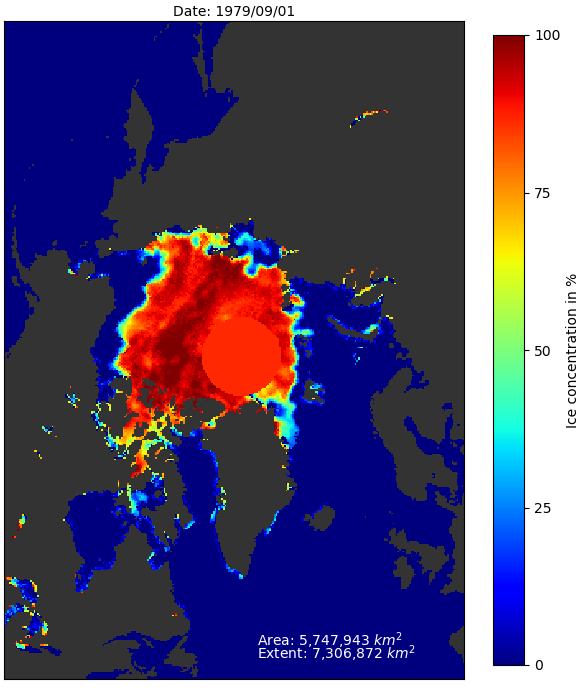 Date: 1979/09/01
100
75
50
25
0
Ice concentration in %
Area: 5,747,943 km²
Extent: 7,306,872 km²